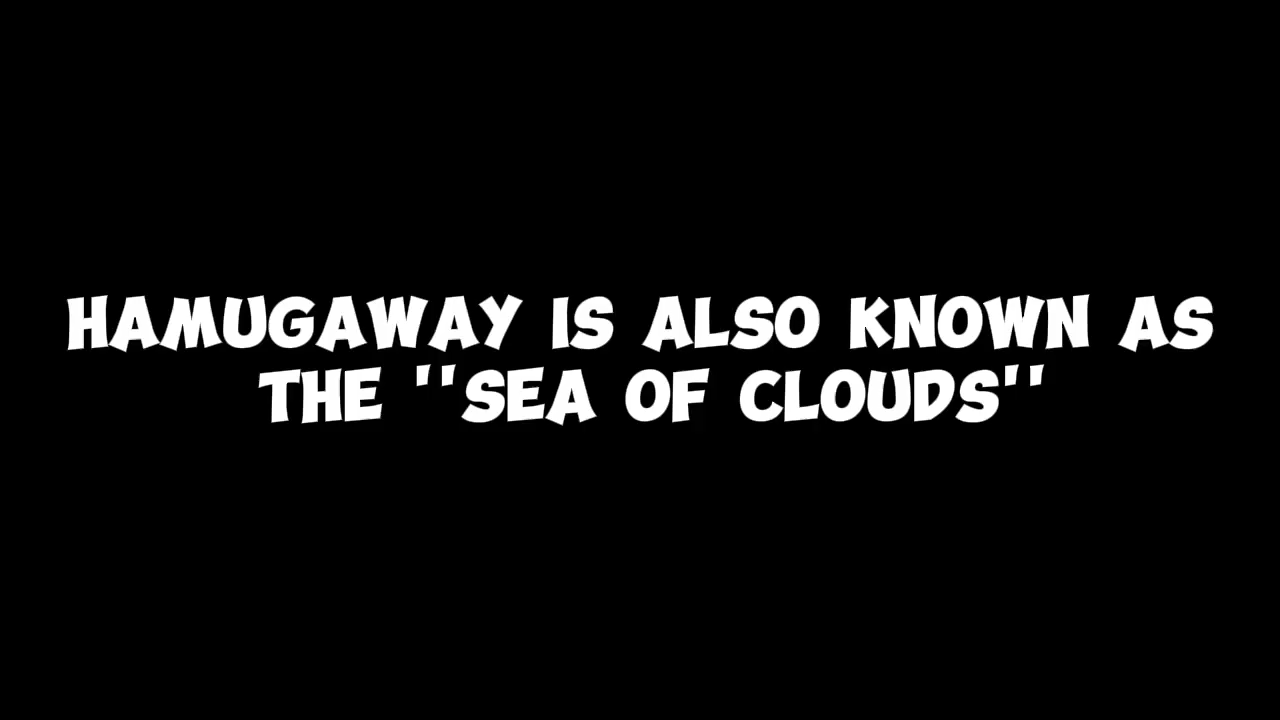 HAMUGAWAY IS ALSO KNOWN AS
THE "SEA OF CLOUDS"